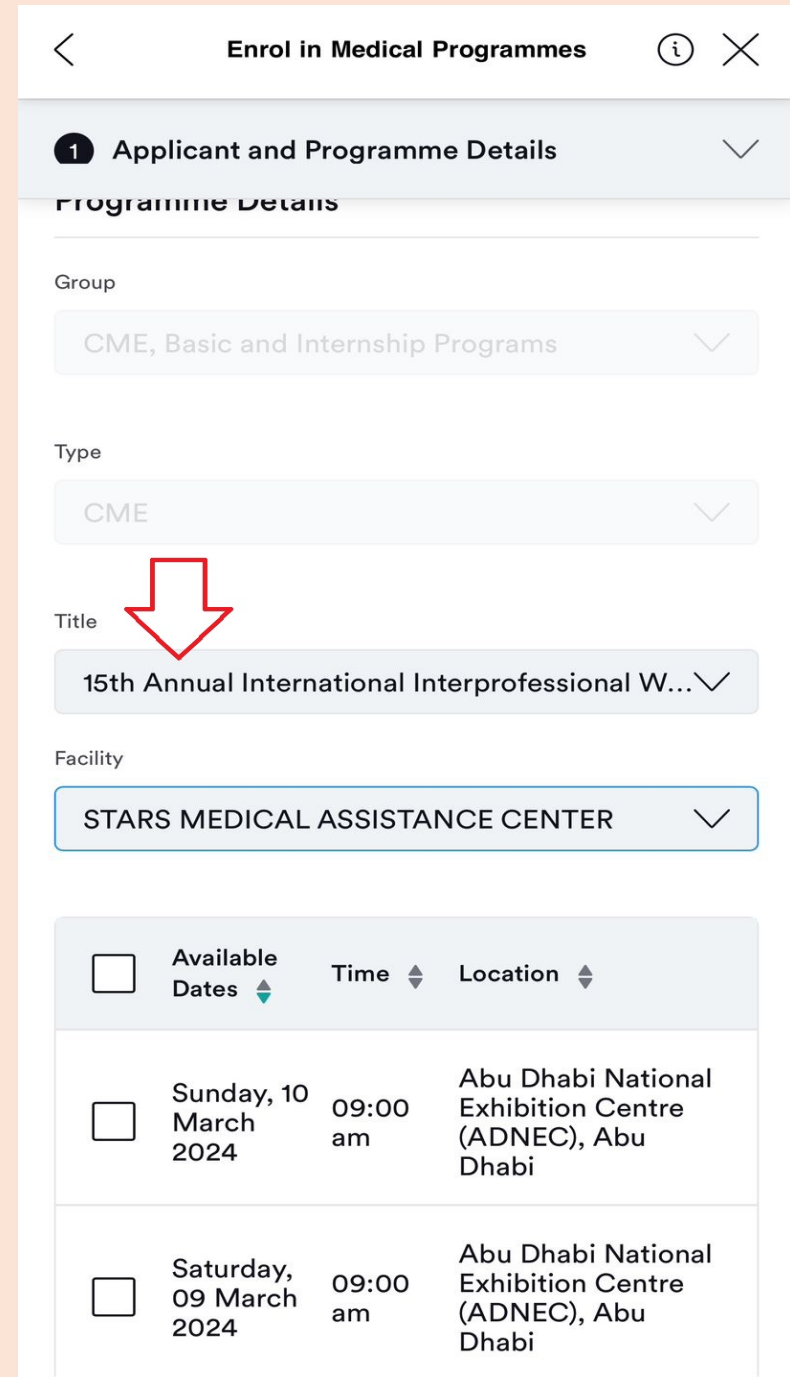 Enrol in Medical Programmes
1 Applicant and Programme Details
Programme Details
Group
CME, Basic and Internship Programs
Type
CME
Title
15th Annual International Interprofessional W...
Facility
STARS MEDICAL ASSISTANCE CENTER
Available
Dates
Time
Location
Sunday, 10
March
2024
09:00
am
Abu Dhabi National
Exhibition Centre
(ADNEC), Abu
Dhabi
Saturday,
09 March
2024
09:00
am
Abu Dhabi National
Exhibition Centre
(ADNEC), Abu
Dhabi